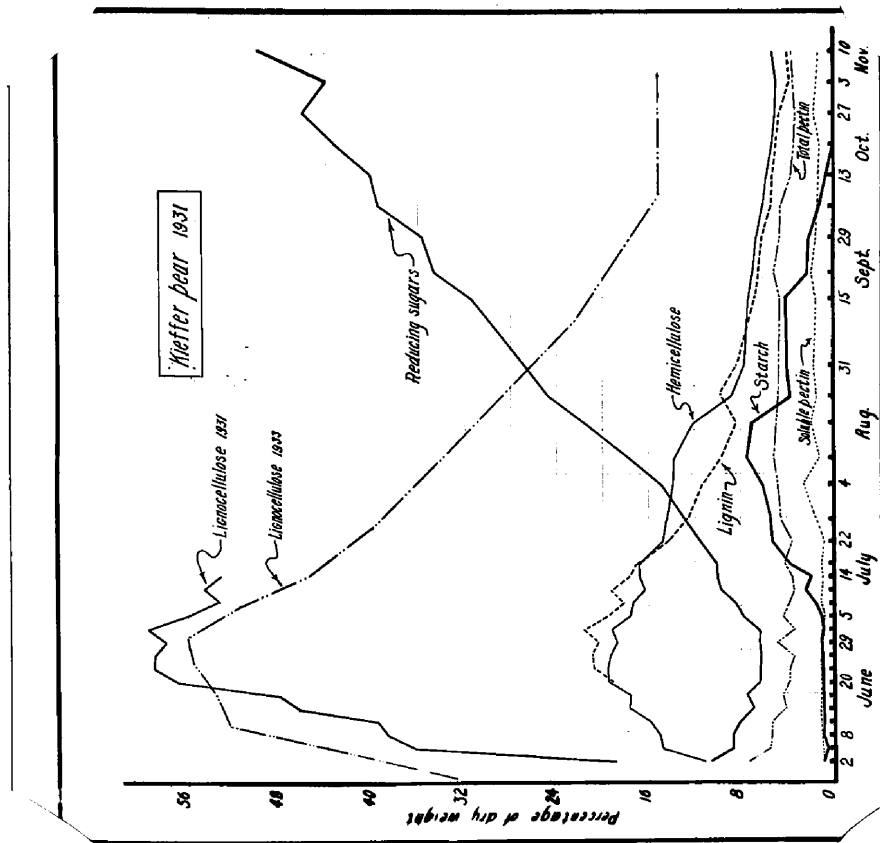 Kieffer pear 1931
Lignocellulose 1931
Lignocellulose 1933
Reducing sugars
Hemicellulose
Lignin
Starch
Soluble pectin
Total pectin
Percentage of dry weight
56
48
40
32
24
16
8
0
2 8 20 29 5 14 22 4 31 15 29 13 27 3 10
June July Aug. Sept. Oct. Nov.